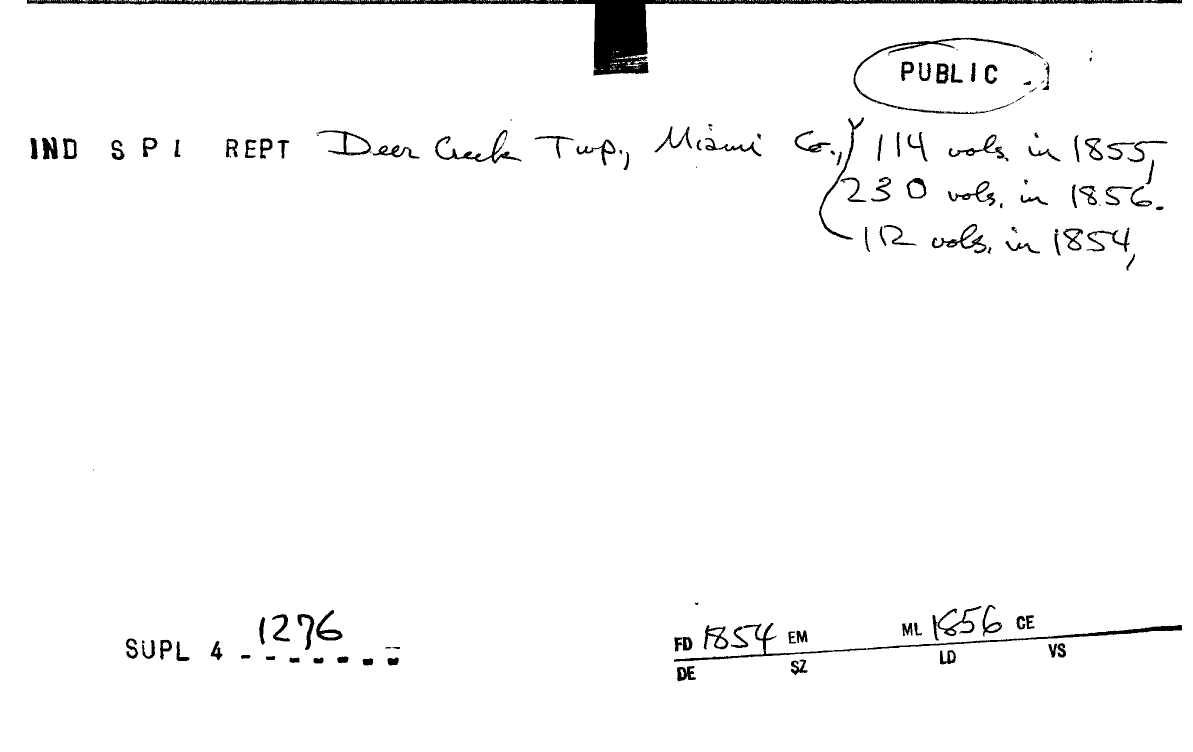 PUBLIC
IND S P I REPT Deer Creek Twp., Miami Co., 114 vols. in 1855,
230 vols. in 1856.
112 vols. in 1854,
SUPL 4 1276
FD 1854 EM ML 1856 CE
DE SZ LD VS